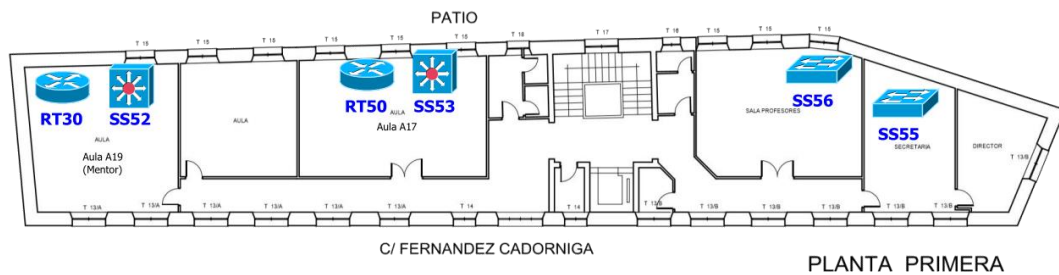 PATIO
T 15
T 15
T 15
T 15
T 15
T 15
T 16
T 17
T 18
T 15
T 15
T 15
RT30
SS52
RT50
SS53
SS56
SS55
AULA
Aula A19
(Mentor)
AULA
AULA
Aula A17
SALA PROFESORES
SECRETARIA
DIRECTOR
T 13/B
T 13/A
T 13/A
T 13/A
T 13/A
T 13/A
T 13/A
T 14
T 14
T 13/B
T 13/B
T 13/B
T 13/B
T 13/B
T 13/B
C/ FERNANDEZ CADORNIGA
PLANTA PRIMERA